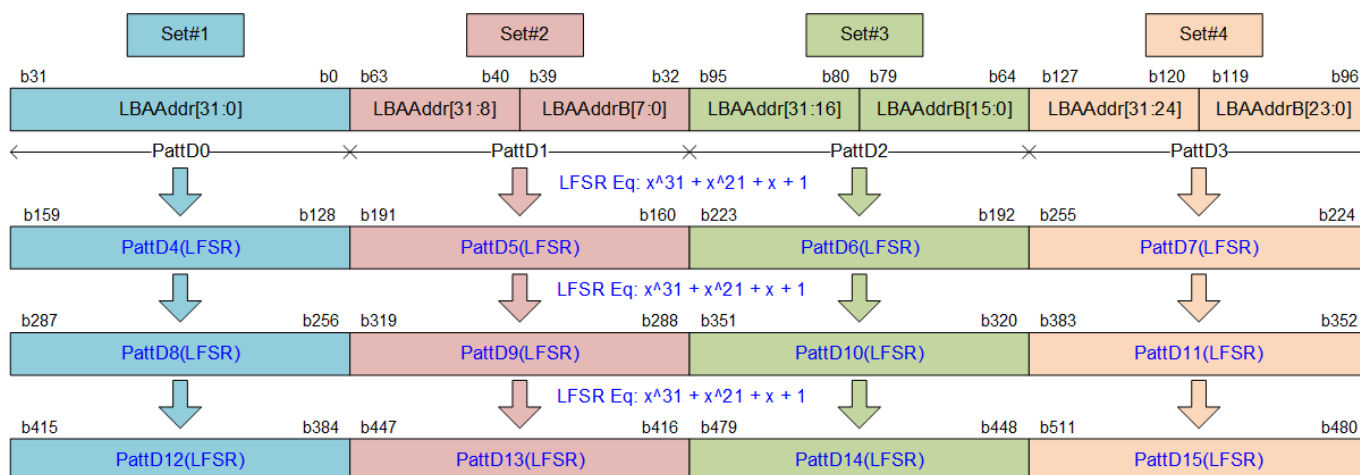 Set#1 Set#2 Set#3 Set#4
b31 b0 b63 b40 b39 b32 b95 b80 b79 b64 b127 b120 b119 b96
LBAAddr[31:0] LBAAddr[31:8] LBAAddrB[7:0] LBAAddr[31:16] LBAAddrB[15:0] LBAAddr[31:24] LBAAddrB[23:0]
PattD0 PattD1 PattD2 PattD3
LFSR Eq: x^31 + x^21 + x + 1
b159 b128 b191 b160 b223 b192 b255 b224
PattD4(LFSR) PattD5(LFSR) PattD6(LFSR) PattD7(LFSR)
LFSR Eq: x^31 + x^21 + x + 1
b287 b256 b319 b288 b351 b320 b383 b352
PattD8(LFSR) PattD9(LFSR) PattD10(LFSR) PattD11(LFSR)
LFSR Eq: x^31 + x^21 + x + 1
b415 b384 b447 b416 b479 b448 b511 b480
PattD12(LFSR) PattD13(LFSR) PattD14(LFSR) PattD15(LFSR)